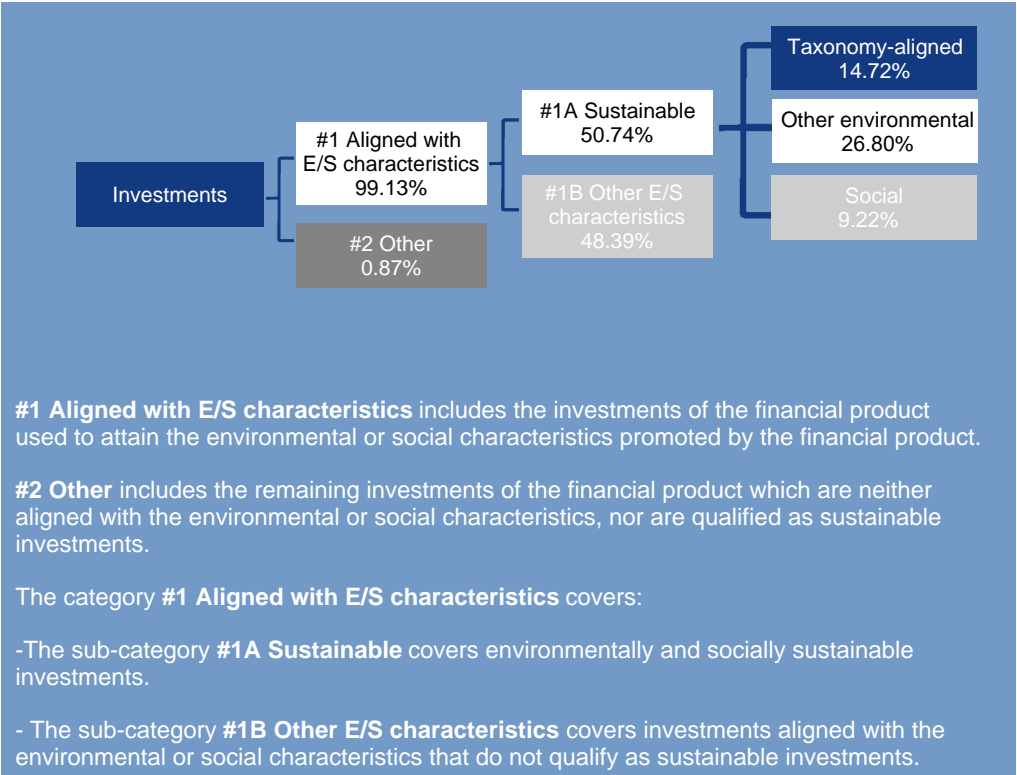 Investments
#1 Aligned with
E/S characteristics
99.13%
#2 Other
0.87%
#1A Sustainable
50.74%
#1B Other E/S
characteristics
48.39%
Taxonomy-aligned
14.72%
Other environmental
26.80%
Social
9.22%
#1 Aligned with E/S characteristics includes the investments of the financial product
used to attain the environmental or social characteristics promoted by the financial product.
#2 Other includes the remaining investments of the financial product which are neither
aligned with the environmental or social characteristics, nor are qualified as sustainable
investments.
The category #1 Aligned with E/S characteristics covers:
-The sub-category #1A Sustainable covers environmentally and socially sustainable
investments.
- The sub-category #1B Other E/S characteristics covers investments aligned with the
environmental or social characteristics that do not qualify as sustainable investments.